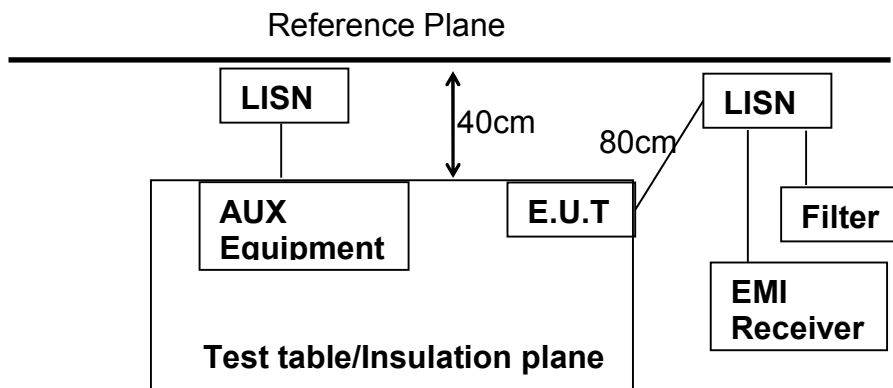 Reference Plane
LISN
40cm
80cm
LISN
AUX
Equipment
E.U.T
Filter
EMI
Receiver
Test table/Insulation plane